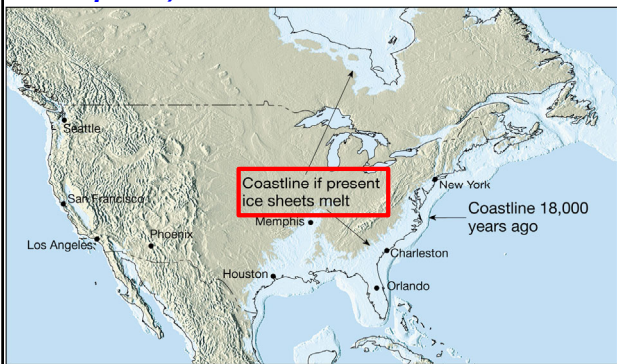 Seattle
San Francisco
Los Angeles
Phoenix
Coastline if present
ice sheets melt
Memphis
Houston
New York
Coastline 18,000
years ago
Charleston
Orlando